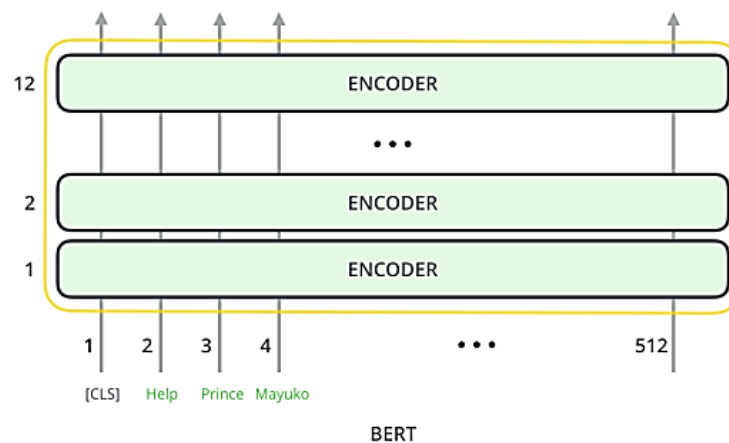 12 ENCODER
...
2 ENCODER
1 ENCODER
1 2 3 4 ... 512
[CLS] Help Prince Mayuko
BERT